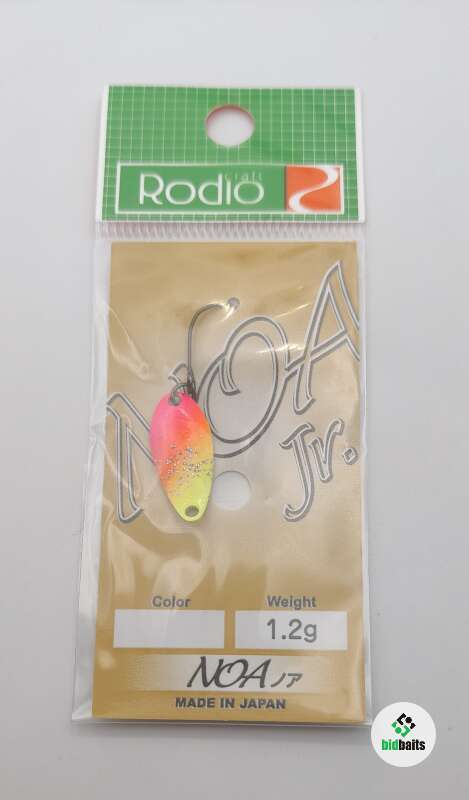 craft
Rodio
NOA
Jr.
Color
Weight
1.2g
NOA ノア
MADE IN JAPAN
bidbaits